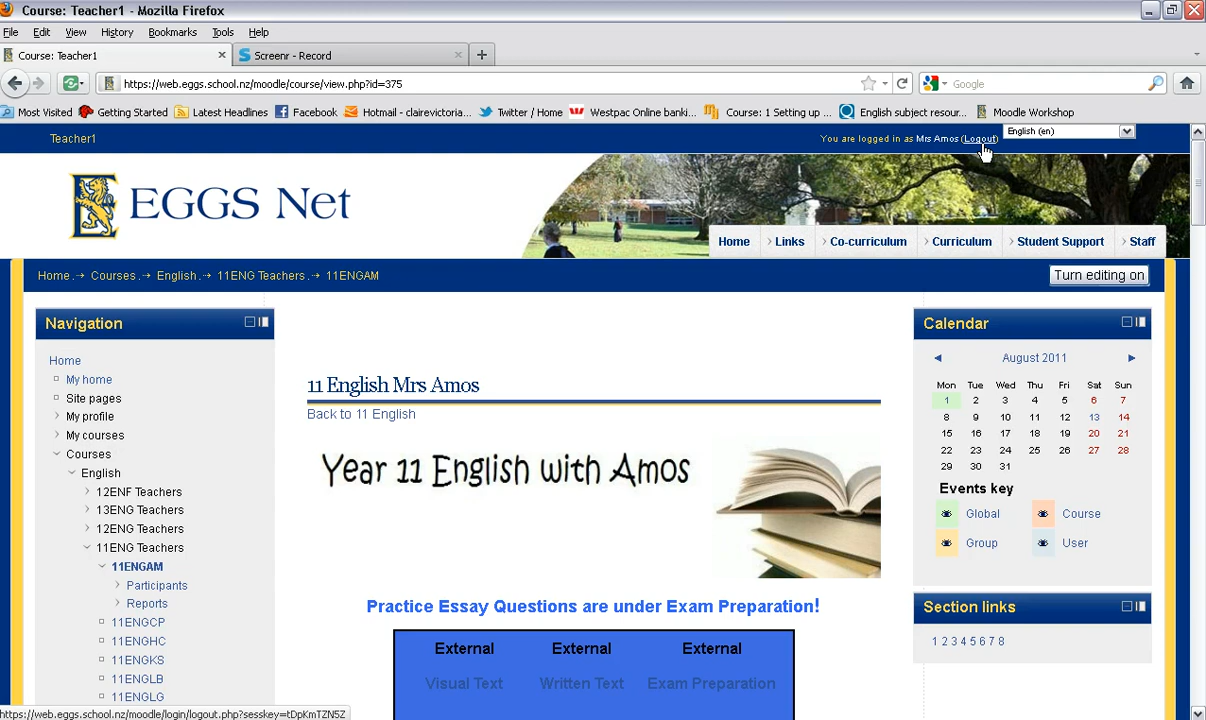 Course: Teacher1 - Mozilla Firefox
File Edit View History Bookmarks Tools Help
Course: Teacher1 Screenr - Record
https://web.eggs.school.nz/moodle/course/view.php?id=375 Google
Most Visited Getting Started Latest Headlines Facebook Hotmail - clairevictoria... Twitter / Home Westpac Online banki... Course: 1 Setting up ... English subject resour... Moodle Workshop
Teacher1 You are logged in as Mrs Amos (Logout) English (en)
EGGS Net
Home Links Co-curriculum Curriculum Student Support Staff
Home Courses English 11ENG Teachers 11ENGAM Turn editing on
Navigation
Home
My home
Site pages
My profile
My courses
Courses
English
12ENF Teachers
13ENG Teachers
12ENG Teachers
11ENG Teachers
11ENGAM
Participants
Reports
11ENGCP
11ENGHC
11ENGKS
11ENGLB
11ENGLG
11 English Mrs Amos
Back to 11 English
Year 11 English with Amos
Practice Essay Questions are under Exam Preparation!
External External External
Visual Text Written Text Exam Preparation
Calendar
August 2011
Mon Tue Wed Thu Fri Sat Sun
1 2 3 4 5 6 7
8 9 10 11 12 13 14
15 16 17 18 19 20 21
22 23 24 25 26 27 28
29 30 31
Events key
Global Course
Group User
Section links
1 2 3 4 5 6 7 8
https://web.eggs.school.nz/moodle/login/logout.php?sesskey=tDpKmTZN5Z